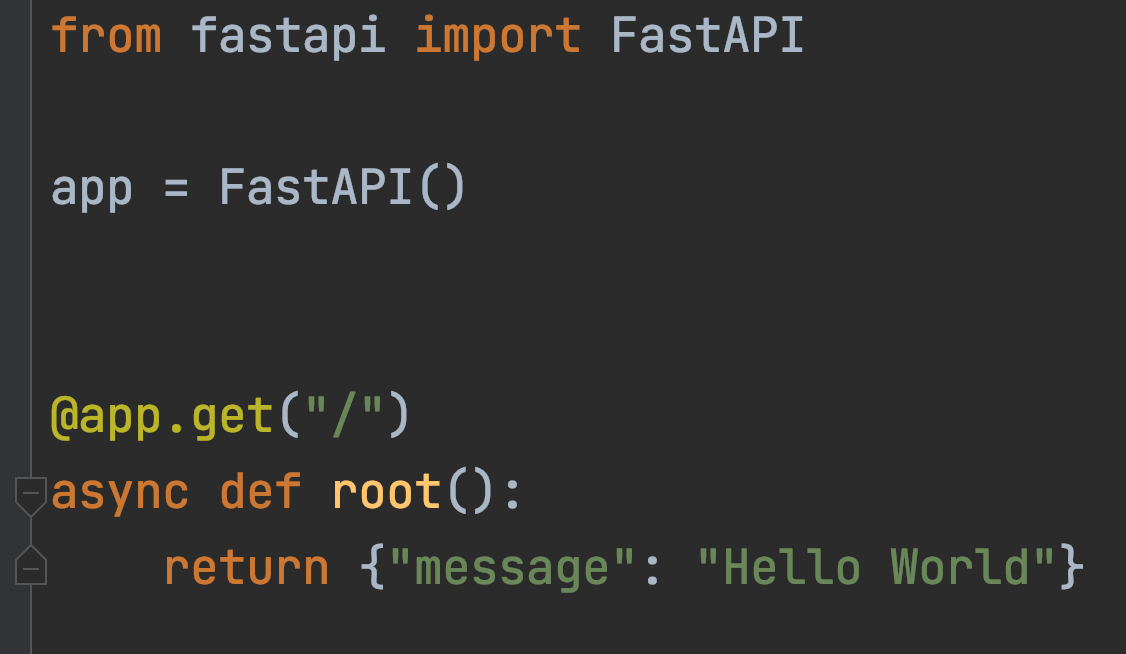 from fastapi import FastAPI
app = FastAPI()
@app.get("/")
async def root():
    return {"message": "Hello World"}